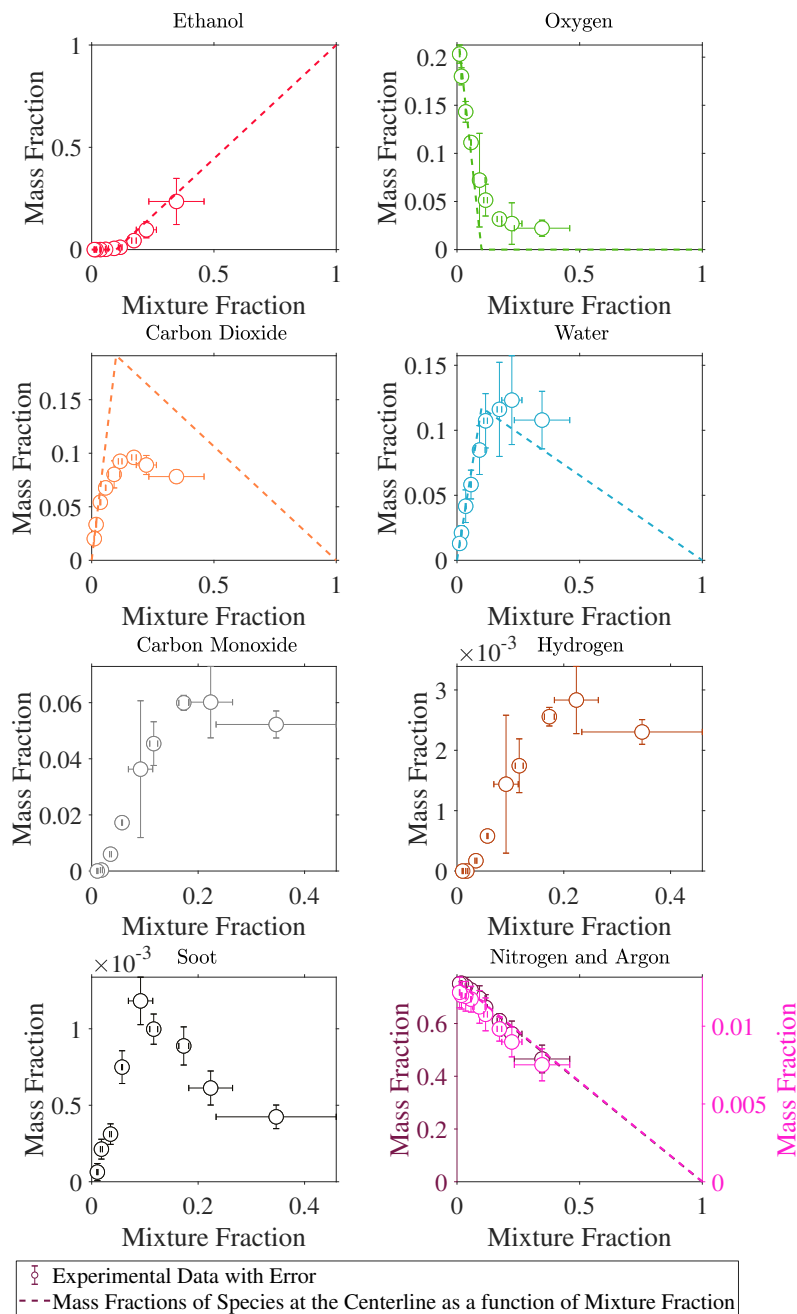 Ethanol
1
0.5
0
Mass Fraction
0 0.5 1
Mixture Fraction
Oxygen
0.2
0.15
0.1
0.05
0
Mass Fraction
0 0.5 1
Mixture Fraction
Carbon Dioxide
0.15
0.1
0.05
0
Mass Fraction
0 0.5 1
Mixture Fraction
Water
0.15
0.1
0.05
0
Mass Fraction
0 0.5 1
Mixture Fraction
Carbon Monoxide
0.06
0.04
0.02
0
Mass Fraction
0 0.2 0.4
Mixture Fraction
Hydrogen
×10⁻³
3
2
1
0
Mass Fraction
0 0.2 0.4
Mixture Fraction
Soot
×10⁻³
1
0.5
0
Mass Fraction
0 0.2 0.4
Mixture Fraction
Nitrogen and Argon
0.6
0.4
0.2
0
Mass Fraction
0.01
0.005
0
Mass Fraction
0 0.5 1
Mixture Fraction
Experimental Data with Error
Mass Fractions of Species at the Centerline as a function of Mixture Fraction